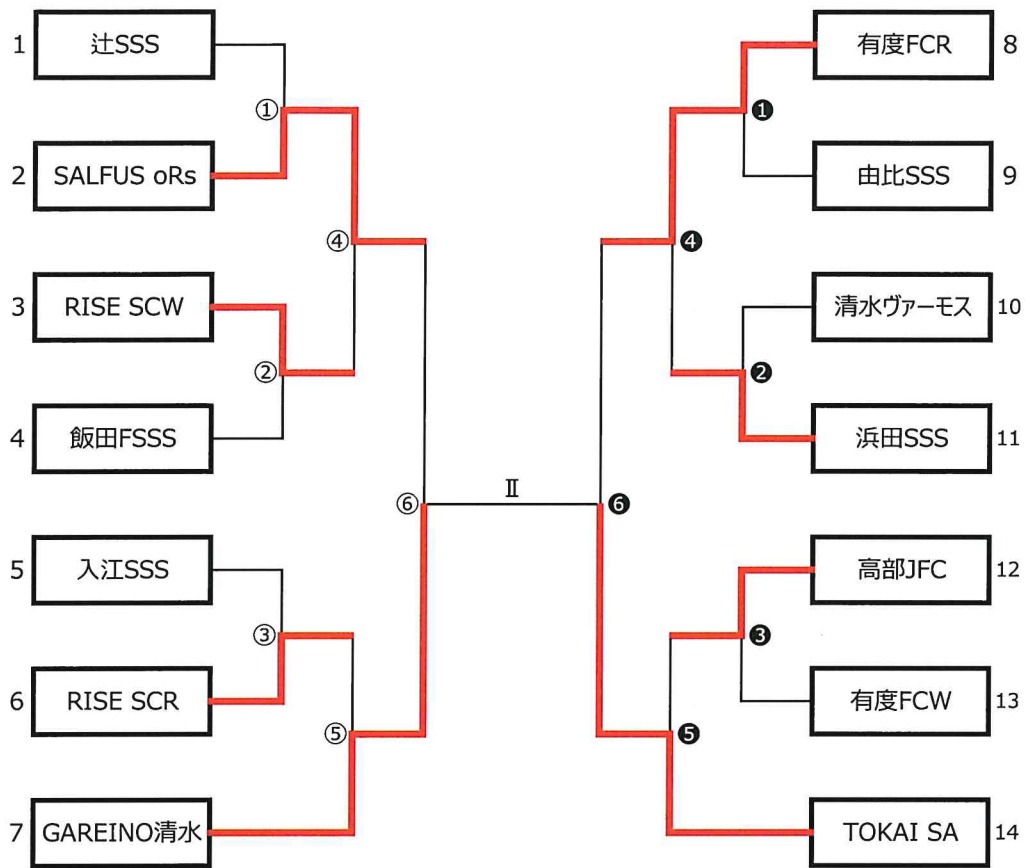 1 辻SSS
①
2 SALFUS oRs
④
3 RISE SCW
②
4 飯田FSSS
⑥
5 入江SSS
③
6 RISE SCR
⑤
7 GAREINO清水
Ⅱ
有度FCR 8
❶
由比SSS 9
❹
清水ヴァーモス 10
❷
浜田SSS 11
❻
高部JFC 12
❸
有度FCW 13
❺
TOKAI SA 14